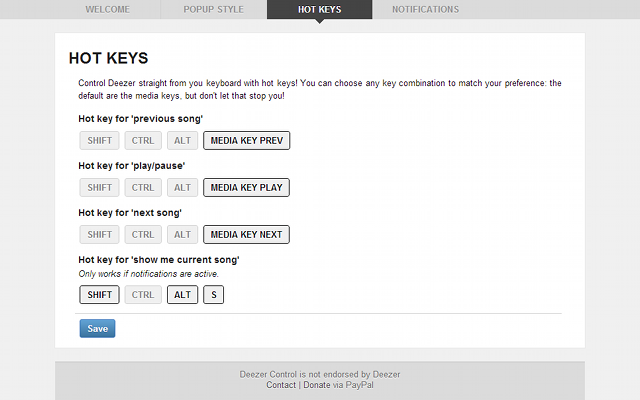 WELCOME POPUP STYLE HOT KEYS NOTIFICATIONS
HOT KEYS
Control Deezer straight from you keyboard with hot keys! You can choose any key combination to match your preference: the
default are the media keys, but don't let that stop you!
Hot key for 'previous song'
SHIFT CTRL ALT MEDIA KEY PREV
Hot key for 'play/pause'
SHIFT CTRL ALT MEDIA KEY PLAY
Hot key for 'next song'
SHIFT CTRL ALT MEDIA KEY NEXT
Hot key for 'show me current song'
Only works if notifications are active.
SHIFT CTRL ALT S
Save
Deezer Control is not endorsed by Deezer
Contact | Donate via PayPal